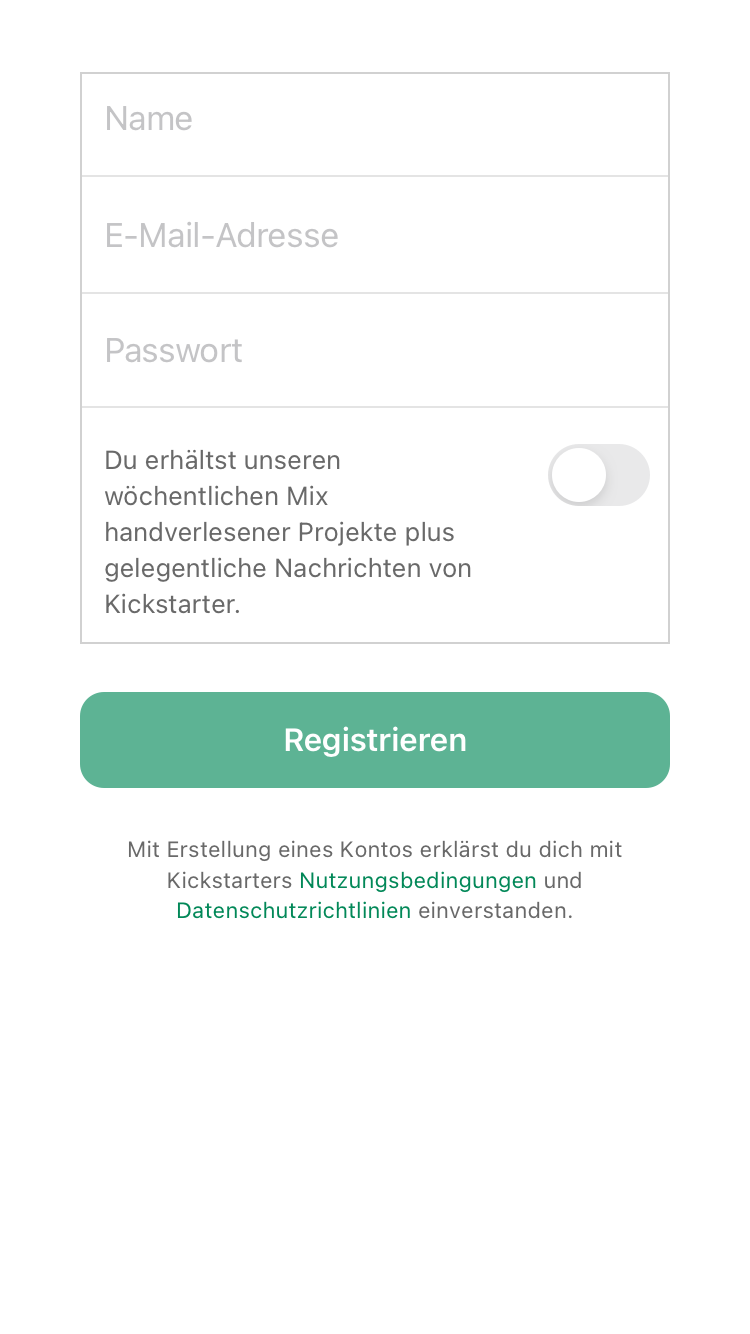 Name
E-Mail-Adresse
Passwort
Du erhältst unseren
wöchentlichen Mix
handverlesener Projekte plus
gelegentliche Nachrichten von
Kickstarter.
Registrieren
Mit Erstellung eines Kontos erklärst du dich mit
Kickstarters Nutzungsbedingungen und
Datenschutzrichtlinien einverstanden.